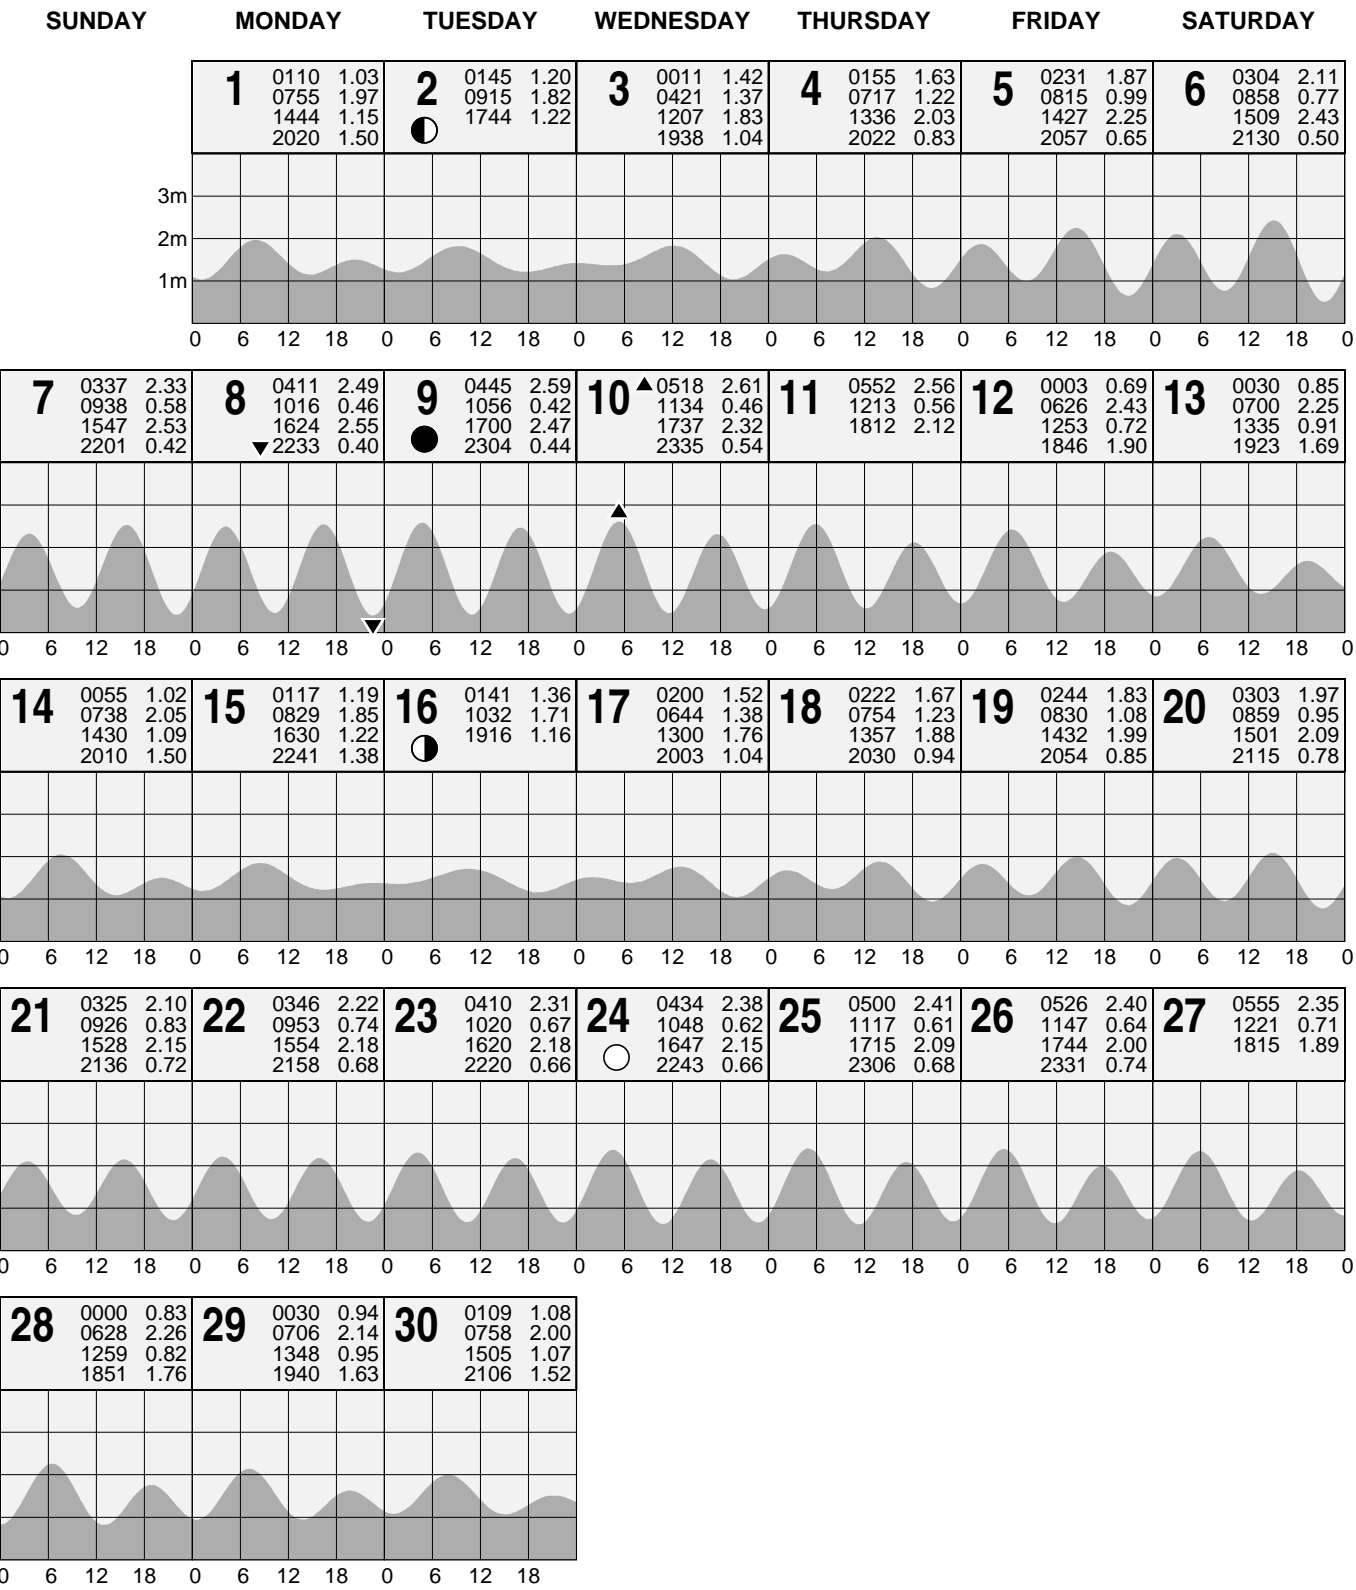 SUNDAY MONDAY TUESDAY WEDNESDAY THURSDAY FRIDAY SATURDAY
1 0110 1.03
0755 1.97
1444 1.15
2020 1.50
2 0145 1.20
0915 1.82
1744 1.22
3 0011 1.42
0421 1.37
1207 1.83
1938 1.04
4 0155 1.63
0717 1.22
1336 2.03
2022 0.83
5 0231 1.87
0815 0.99
1427 2.25
2057 0.65
6 0304 2.11
0858 0.77
1509 2.43
2130 0.50
3m
2m
1m
0 6 12 18 0 6 12 18 0 6 12 18 0 6 12 18 0 6 12 18 0 6 12 18 0
7 0337 2.33
0938 0.58
1547 2.53
2201 0.42
8 0411 2.49
1016 0.46
1624 2.55
2233 0.40
9 0445 2.59
1056 0.42
1700 2.47
2304 0.44
10 0518 2.61
1134 0.46
1737 2.32
2335 0.54
11 0552 2.56
1213 0.56
1812 2.12
12 0003 0.69
0626 2.43
1253 0.72
1846 1.90
13 0030 0.85
0700 2.25
1335 0.91
1923 1.69
0 6 12 18 0 6 12 18 0 6 12 18 0 6 12 18 0 6 12 18 0 6 12 18 0 6 12 18 0
14 0055 1.02
0738 2.05
1430 1.09
2010 1.50
15 0117 1.19
0829 1.85
1630 1.22
2241 1.38
16 0141 1.36
1032 1.71
1916 1.16
17 0200 1.52
0644 1.38
1300 1.76
2003 1.04
18 0222 1.67
0754 1.23
1357 1.88
2030 0.94
19 0244 1.83
0830 1.08
1432 1.99
2054 0.85
20 0303 1.97
0859 0.95
1501 2.09
2115 0.78
0 6 12 18 0 6 12 18 0 6 12 18 0 6 12 18 0 6 12 18 0 6 12 18 0 6 12 18 0
21 0325 2.10
0926 0.83
1528 2.15
2136 0.72
22 0346 2.22
0953 0.74
1554 2.18
2158 0.68
23 0410 2.31
1020 0.67
1620 2.18
2220 0.66
24 0434 2.38
1048 0.62
1647 2.15
2243 0.66
25 0500 2.41
1117 0.61
1715 2.09
2306 0.68
26 0526 2.40
1147 0.64
1744 2.00
2331 0.74
27 0555 2.35
1221 0.71
1815 1.89
0 6 12 18 0 6 12 18 0 6 12 18 0 6 12 18 0 6 12 18 0 6 12 18 0 6 12 18 0
28 0000 0.83
0628 2.26
1259 0.82
1851 1.76
29 0030 0.94
0706 2.14
1348 0.95
1940 1.63
30 0109 1.08
0758 2.00
1505 1.07
2106 1.52
0 6 12 18 0 6 12 18 0 6 12 18